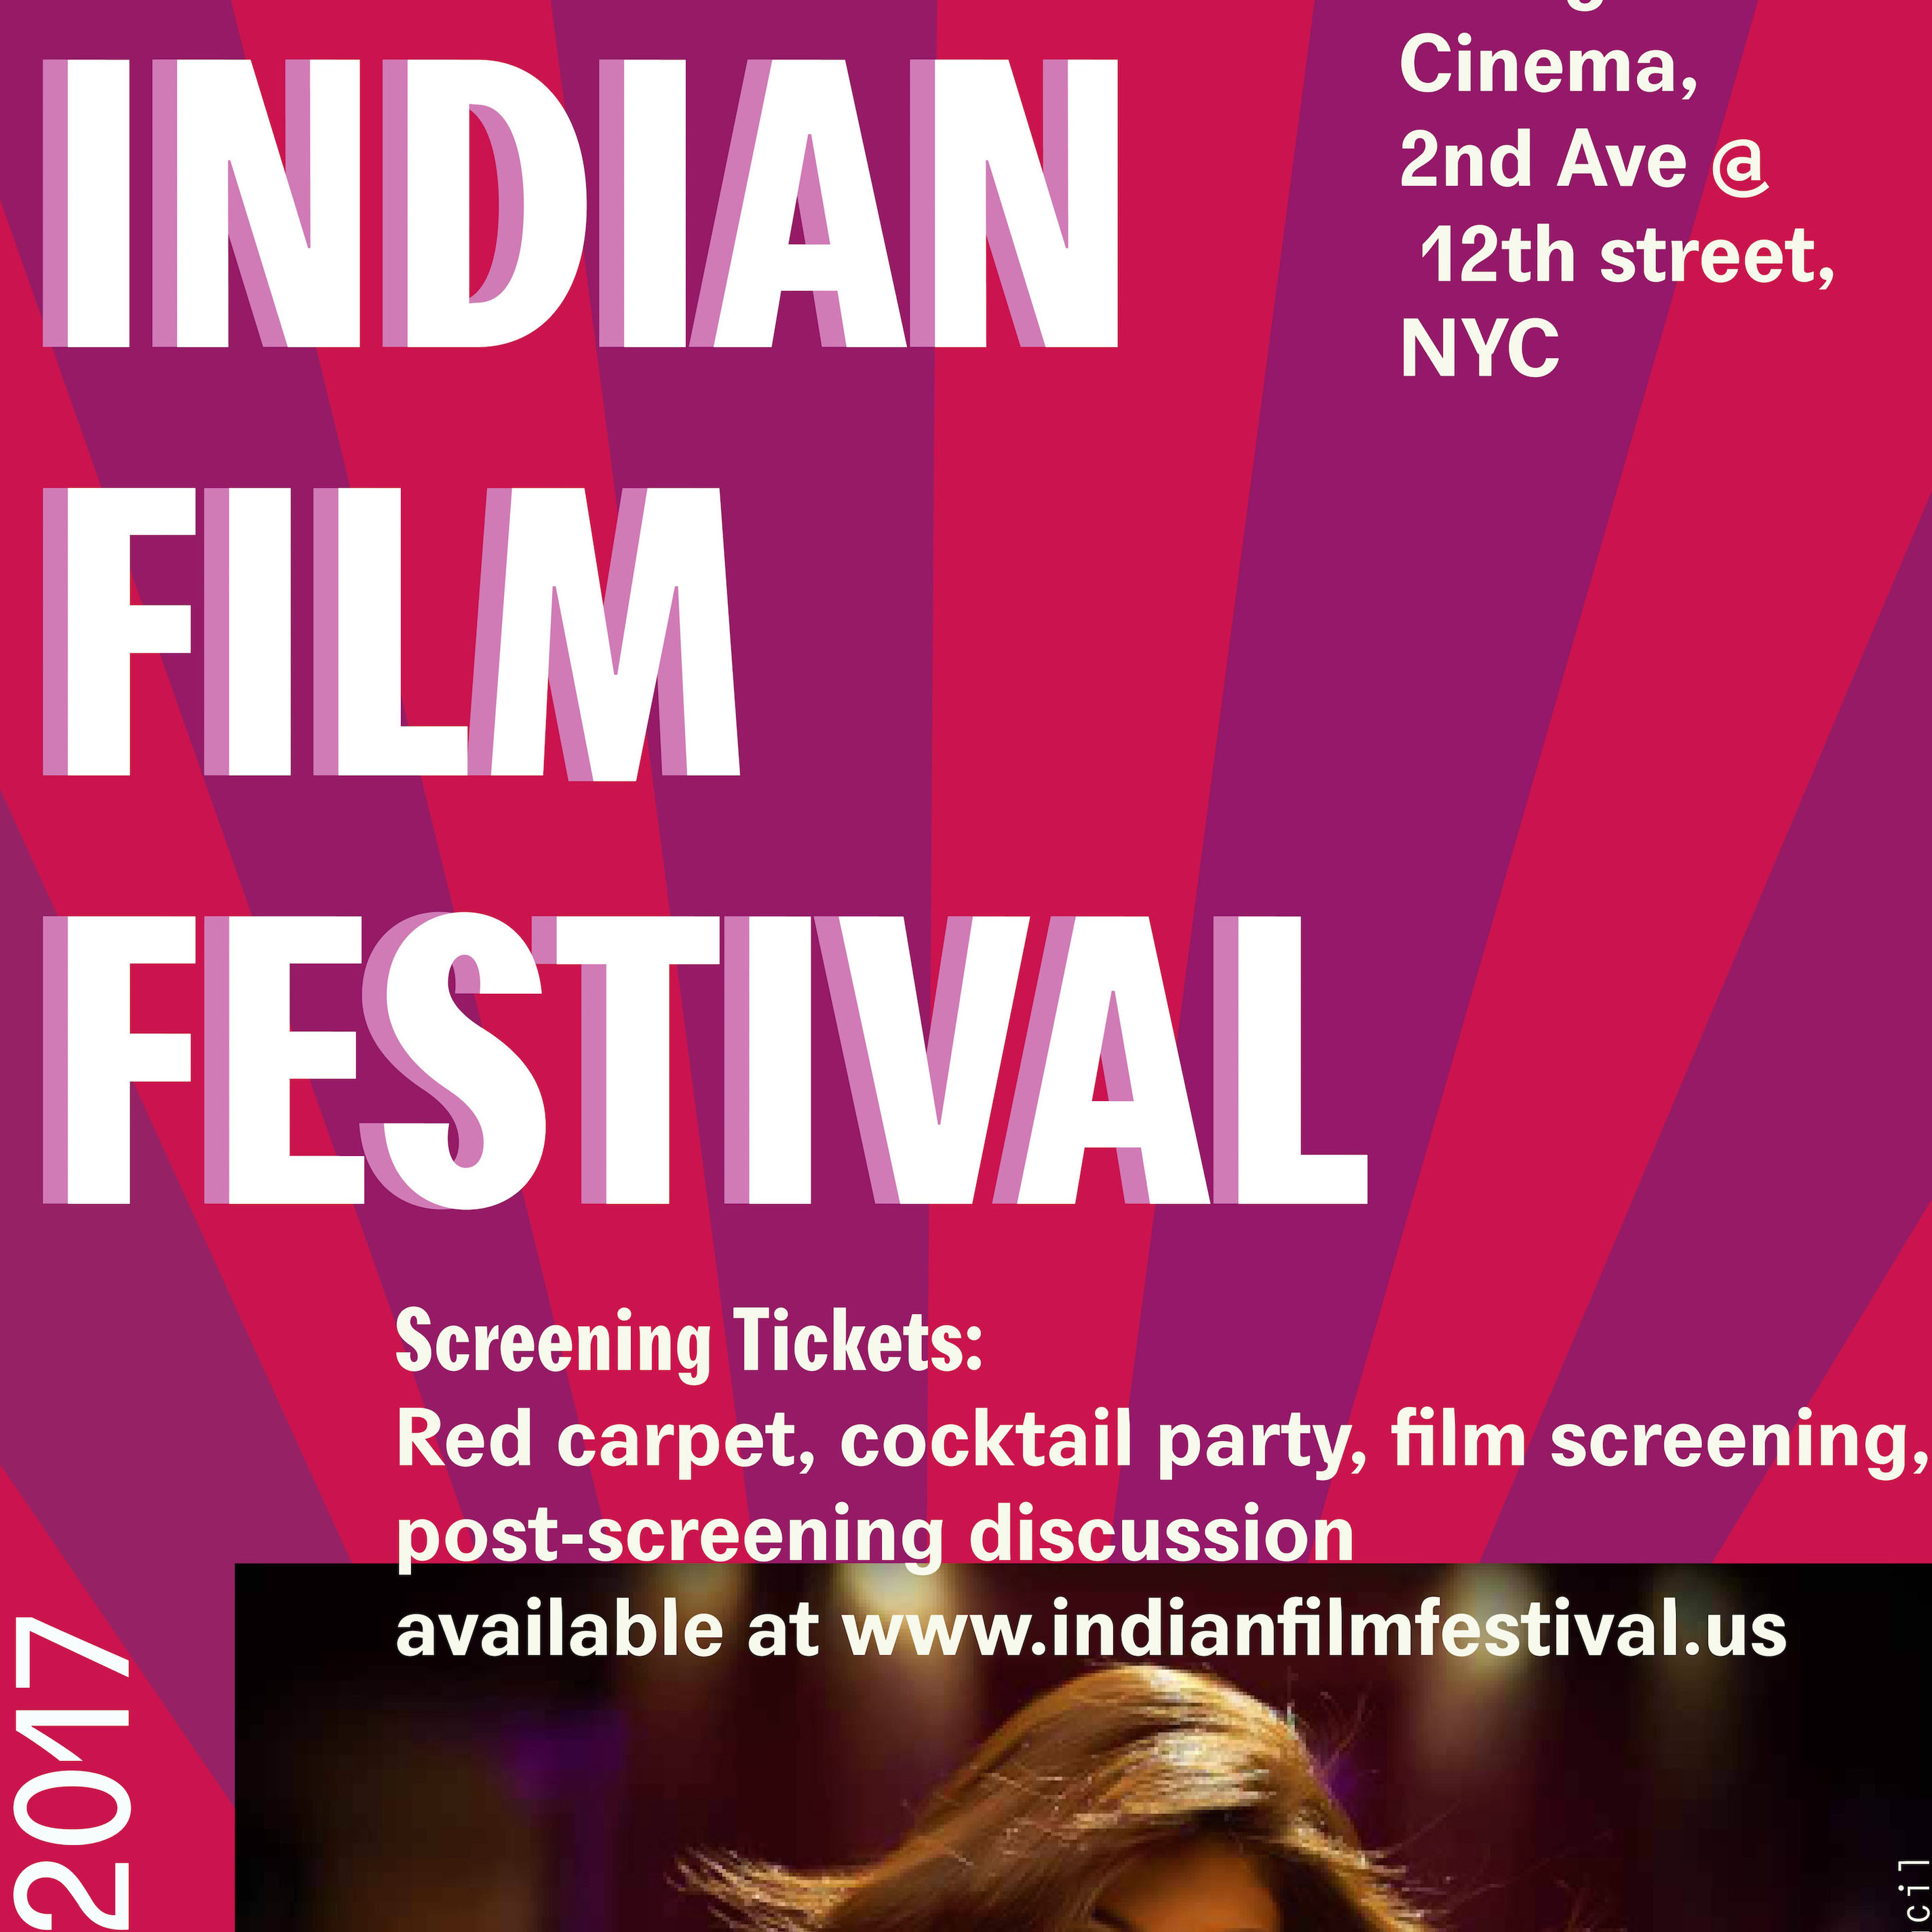 INDIAN
FILM
FESTIVAL
Cinema,
2nd Ave @
12th street,
NYC
Screening Tickets:
Red carpet, cocktail party, film screening,
post-screening discussion
available at www.indianfilmfestival.us
2017